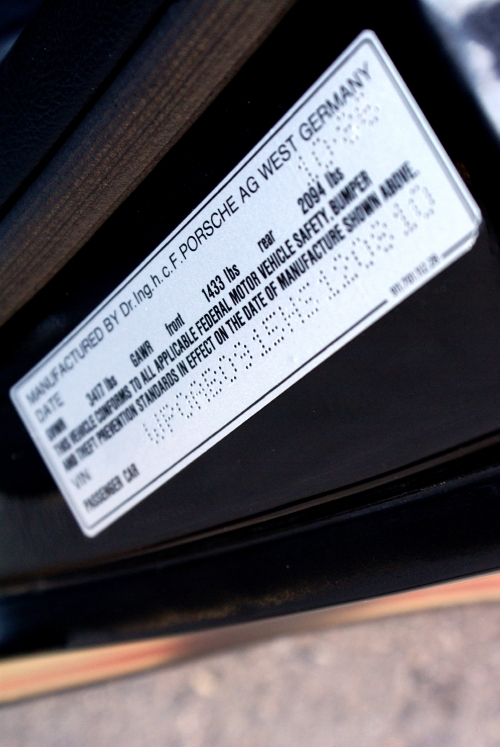 MANUFACTURED BY Dr.Ing.h.c.F.PORSCHE AG WEST GERMANY
DATE
GVWR 3417 lbs GAWR front 1433 lbs rear 2094 lbs
THIS VEHICLE CONFORMS TO ALL APPLICABLE FEDERAL MOTOR VEHICLE SAFETY, BUMPER
AND THEFT PREVENTION STANDARDS IN EFFECT ON THE DATE OF MANUFACTURE SHOWN ABOVE.
VIN
PASSENGER CAR